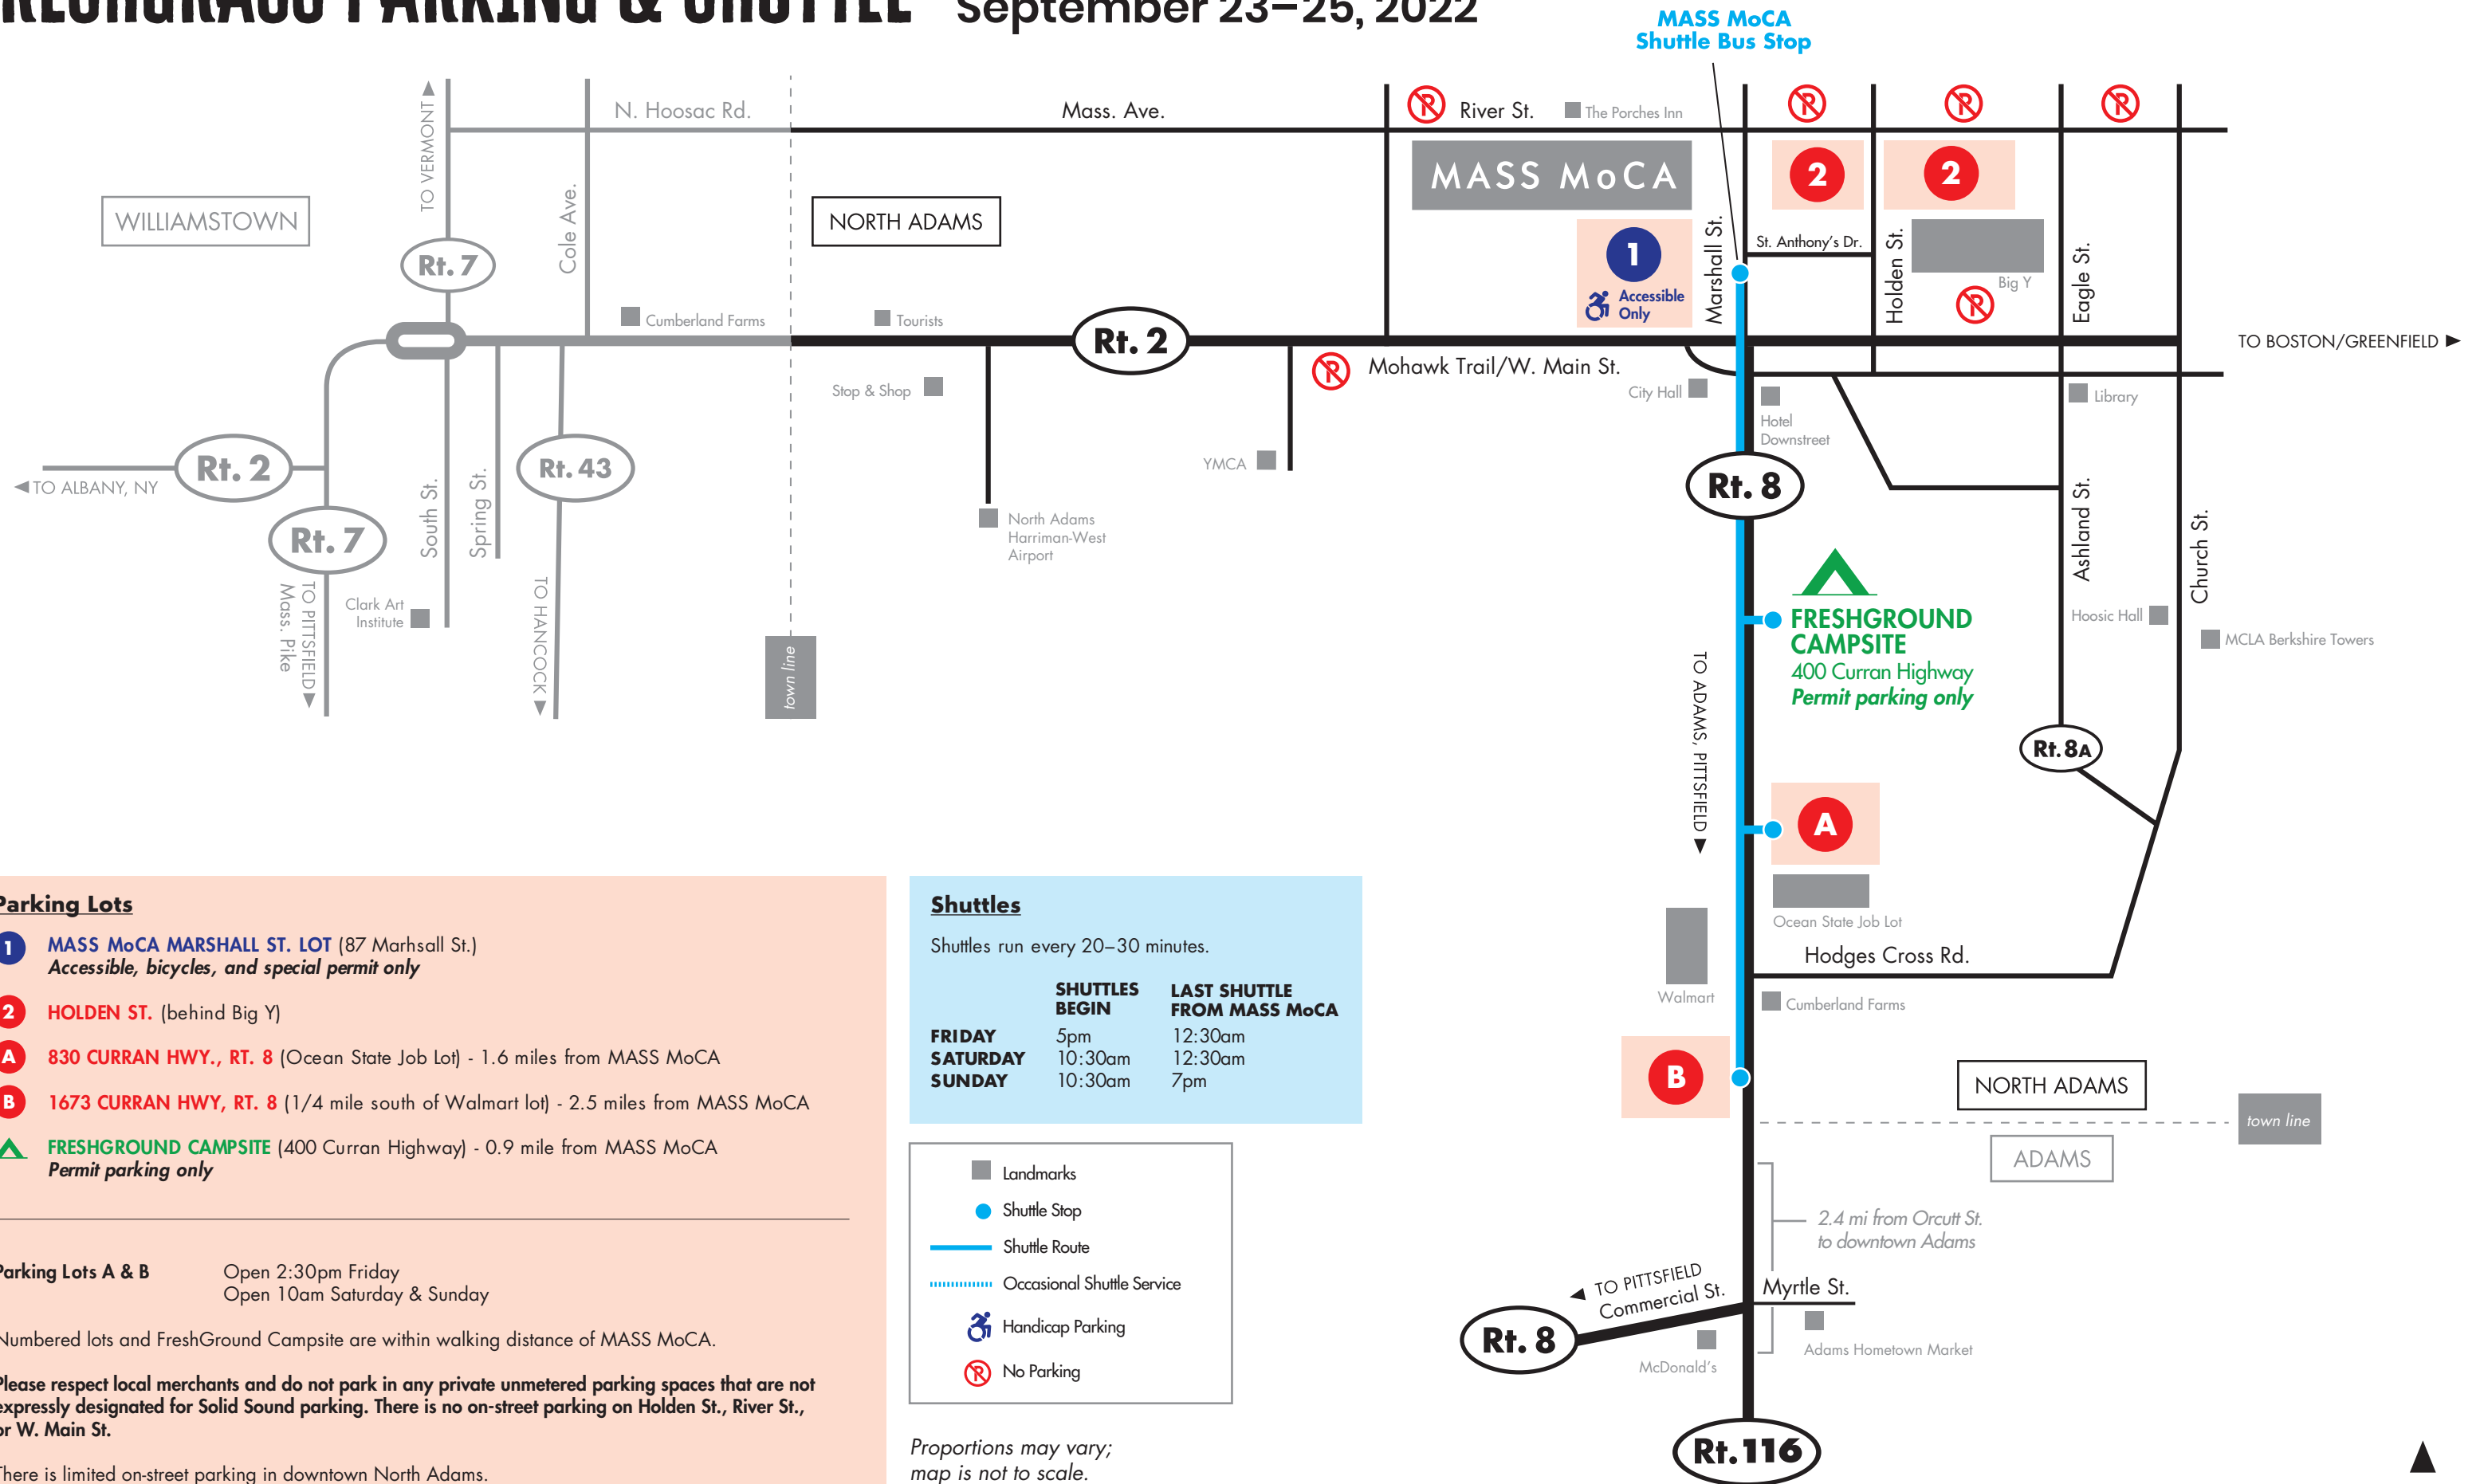 PARKING & SHUTTLE September 23–25, 2022
MASS MoCA
Shuttle Bus Stop
TO VERMONT
N. Hoosac Rd.
Mass. Ave.
River St.
The Porches Inn
MASS MoCA
2
2
WILLIAMSTOWN
Cole Ave.
NORTH ADAMS
Rt. 7
1
Accessible
Only
Marshall St.
St. Anthony's Dr.
Holden St.
Big Y
Eagle St.
Cumberland Farms
Tourists
Rt. 2
TO BOSTON/GREENFIELD
Mohawk Trail/W. Main St.
Stop & Shop
City Hall
Hotel
Downstreet
Library
YMCA
Rt. 2
TO ALBANY, NY
Rt. 7
South St.
Spring St.
Rt. 43
Rt. 8
North Adams
Harriman-West
Airport
Ashland St.
Church St.
TO PITTSFIELD
Mass. Pike
Clark Art
Institute
TO HANCOCK
town line
FRESHGROUND
CAMPSITE
400 Curran Highway
Permit parking only
Hoosic Hall
MCLA Berkshire Towers
TO ADAMS, PITTSFIELD
Rt. 8A
A
Ocean State Job Lot
Hodges Cross Rd.
Walmart
Cumberland Farms
B
NORTH ADAMS
town line
ADAMS
2.4 mi from Orcutt St.
to downtown Adams
TO PITTSFIELD
Commercial St.
Myrtle St.
Rt. 8
McDonald's
Adams Hometown Market
Rt. 116
Parking Lots
1 MASS MoCA MARSHALL ST. LOT (87 Marhsall St.)
Accessible, bicycles, and special permit only
2 HOLDEN ST. (behind Big Y)
A 830 CURRAN HWY., RT. 8 (Ocean State Job Lot) - 1.6 miles from MASS MoCA
B 1673 CURRAN HWY, RT. 8 (1/4 mile south of Walmart lot) - 2.5 miles from MASS MoCA
FRESHGROUND CAMPSITE (400 Curran Highway) - 0.9 mile from MASS MoCA
Permit parking only
Parking Lots A & B Open 2:30pm Friday
Open 10am Saturday & Sunday
Numbered lots and FreshGround Campsite are within walking distance of MASS MoCA.
Please respect local merchants and do not park in any private unmetered parking spaces that are not
expressly designated for Solid Sound parking. There is no on-street parking on Holden St., River St.,
or W. Main St.
There is limited on-street parking in downtown North Adams.
Shuttles
Shuttles run every 20–30 minutes.
SHUTTLES LAST SHUTTLE
BEGIN FROM MASS MoCA
FRIDAY 5pm 12:30am
SATURDAY 10:30am 12:30am
SUNDAY 10:30am 7pm
Landmarks
Shuttle Stop
Shuttle Route
Occasional Shuttle Service
Handicap Parking
No Parking
Proportions may vary;
map is not to scale.